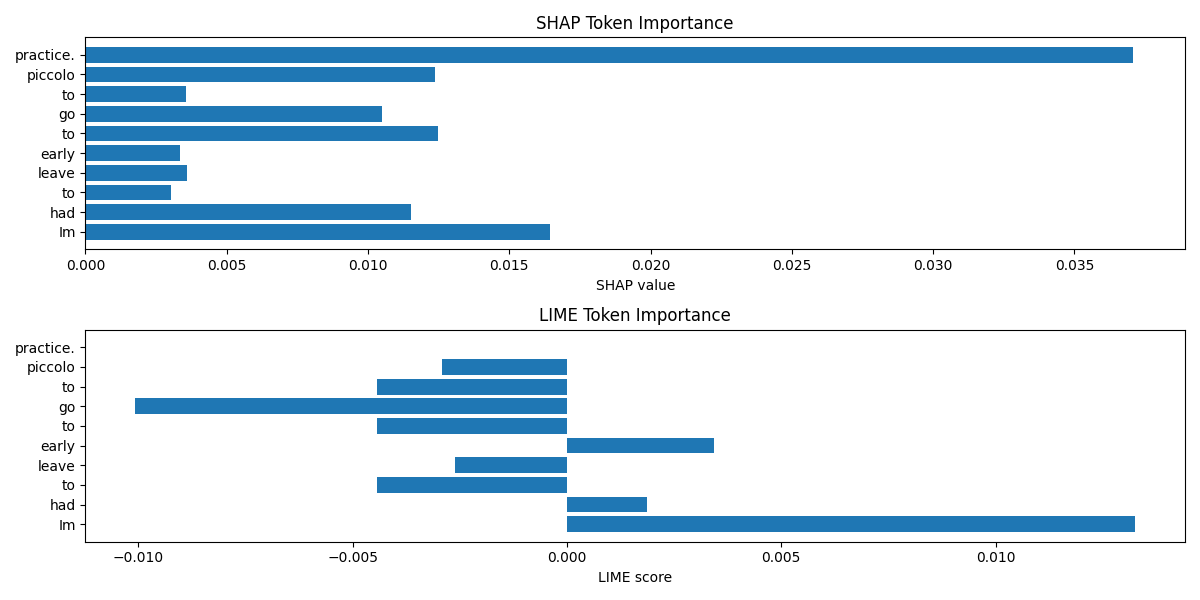 SHAP Token Importance
practice.
piccolo
to
go
to
early
leave
to
had
Im
0.000 0.005 0.010 0.015 0.020 0.025 0.030 0.035
SHAP value
LIME Token Importance
practice.
piccolo
to
go
to
early
leave
to
had
Im
−0.010 −0.005 0.000 0.005 0.010
LIME score